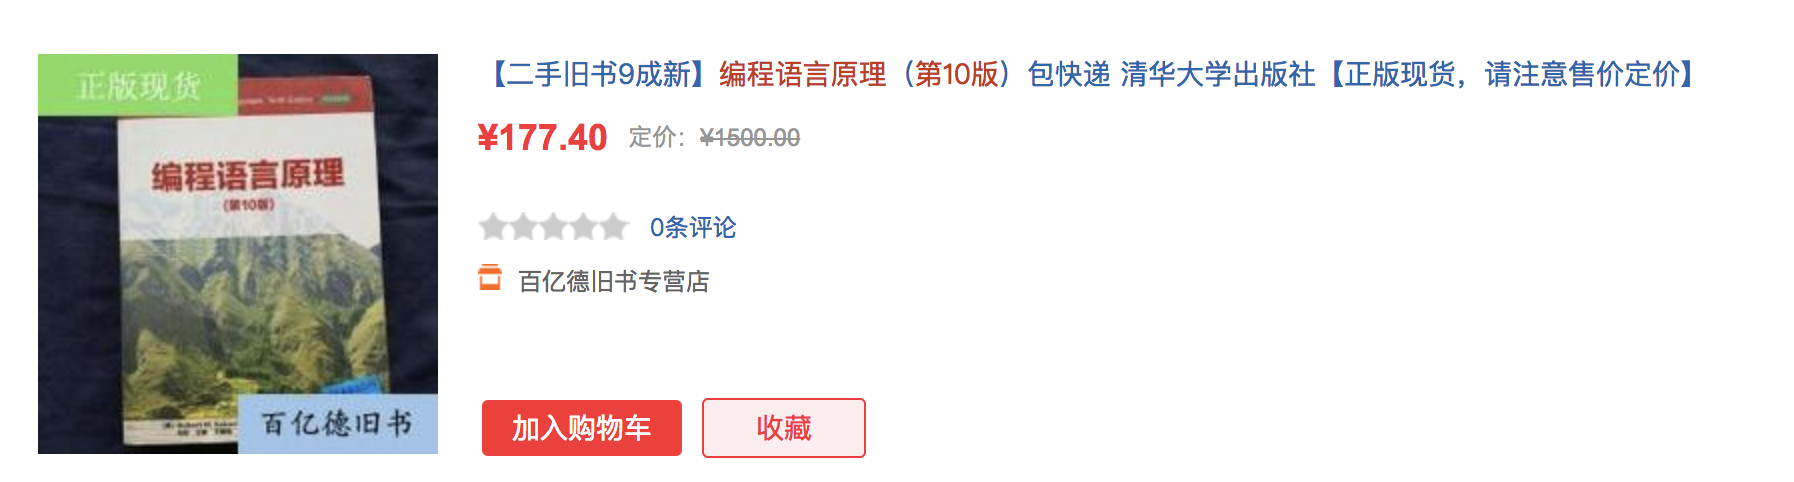 正版现货
编程语言原理
(第10版)
百亿德旧书
【二手旧书9成新】编程语言原理（第10版）包快递 清华大学出版社【正版现货，请注意售价定价】
¥177.40 定价：¥1500.00
0条评论
百亿德旧书专营店
加入购物车 收藏